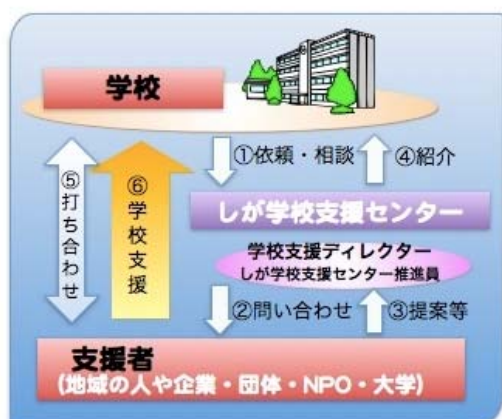 学校
①依頼・相談
④紹介
⑤打ち合わせ
⑥学校支援
しが学校支援センター
学校支援ディレクター
しが学校支援センター推進員
②問い合わせ
③提案等
支援者
(地域の人や企業・団体・NPO・大学)